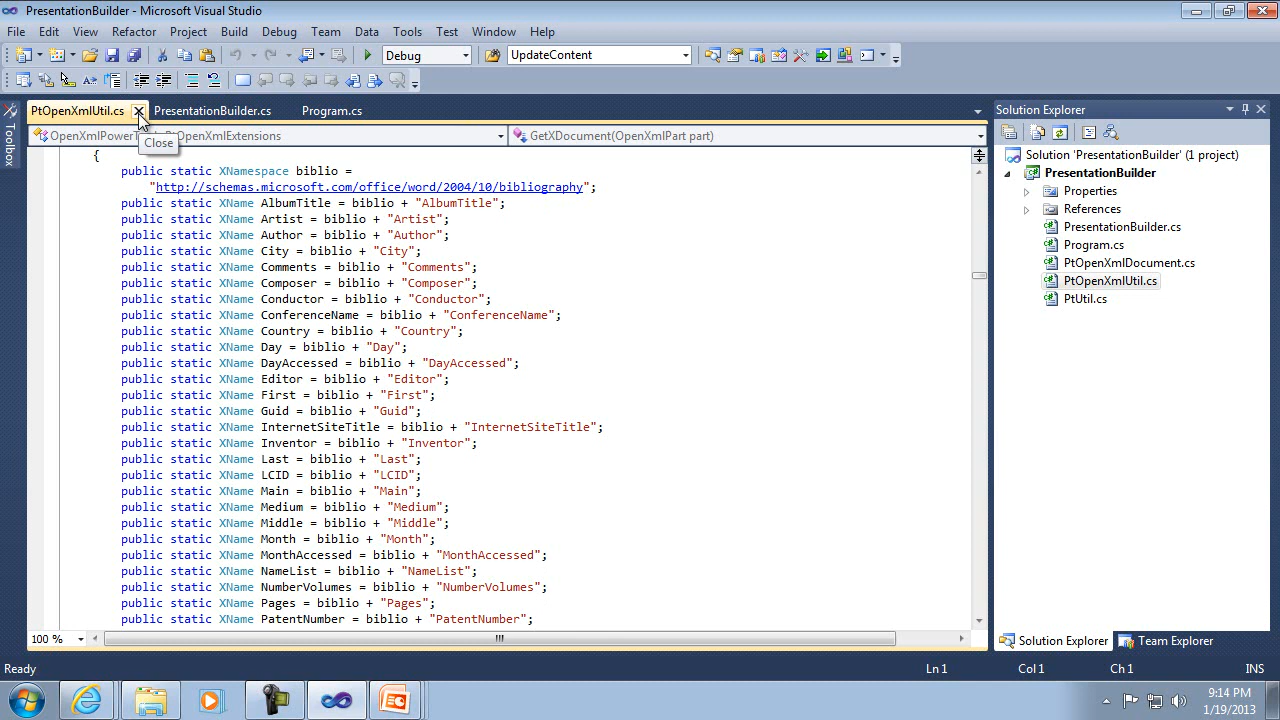 PresentationBuilder - Microsoft Visual Studio
File Edit View Refactor Project Build Debug Team Data Tools Test Window Help
Debug UpdateContent
PtOpenXmlUtil.cs PresentationBuilder.cs Program.cs
OpenXmlPowerT PtOpenXmlExtensions GetXDocument(OpenXmlPart part)
Close
Toolbox
{
public static XNamespace biblio =
"http://schemas.microsoft.com/office/word/2004/10/bibliography";
public static XName AlbumTitle = biblio + "AlbumTitle";
public static XName Artist = biblio + "Artist";
public static XName Author = biblio + "Author";
public static XName City = biblio + "City";
public static XName Comments = biblio + "Comments";
public static XName Composer = biblio + "Composer";
public static XName Conductor = biblio + "Conductor";
public static XName ConferenceName = biblio + "ConferenceName";
public static XName Country = biblio + "Country";
public static XName Day = biblio + "Day";
public static XName DayAccessed = biblio + "DayAccessed";
public static XName Editor = biblio + "Editor";
public static XName First = biblio + "First";
public static XName Guid = biblio + "Guid";
public static XName InternetSiteTitle = biblio + "InternetSiteTitle";
public static XName Inventor = biblio + "Inventor";
public static XName Last = biblio + "Last";
public static XName LCID = biblio + "LCID";
public static XName Main = biblio + "Main";
public static XName Medium = biblio + "Medium";
public static XName Middle = biblio + "Middle";
public static XName Month = biblio + "Month";
public static XName MonthAccessed = biblio + "MonthAccessed";
public static XName NameList = biblio + "NameList";
public static XName NumberVolumes = biblio + "NumberVolumes";
public static XName Pages = biblio + "Pages";
public static XName PatentNumber = biblio + "PatentNumber";
100 %
Solution Explorer
Solution 'PresentationBuilder' (1 project)
PresentationBuilder
Properties
References
PresentationBuilder.cs
Program.cs
PtOpenXmlDocument.cs
PtOpenXmlUtil.cs
PtUtil.cs
Solution Explorer Team Explorer
Ready Ln 1 Col 1 Ch 1 INS
9:14 PM
1/19/2013